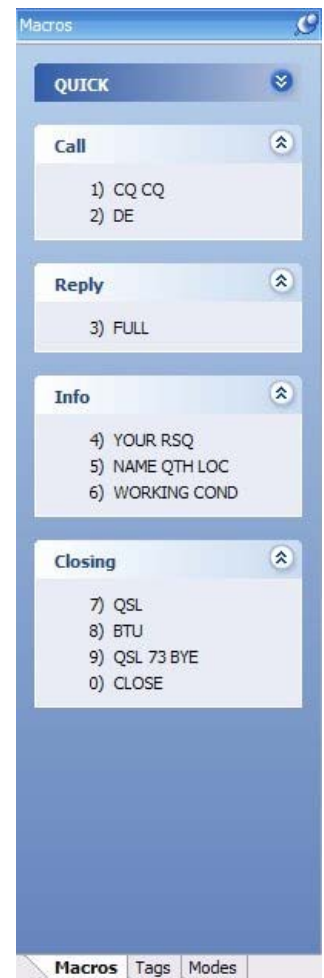 Macros
QUICK
Call
1) CQ CQ
2) DE
Reply
3) FULL
Info
4) YOUR RSQ
5) NAME QTH LOC
6) WORKING COND
Closing
7) QSL
8) BTU
9) QSL 73 BYE
0) CLOSE
Macros Tags Modes